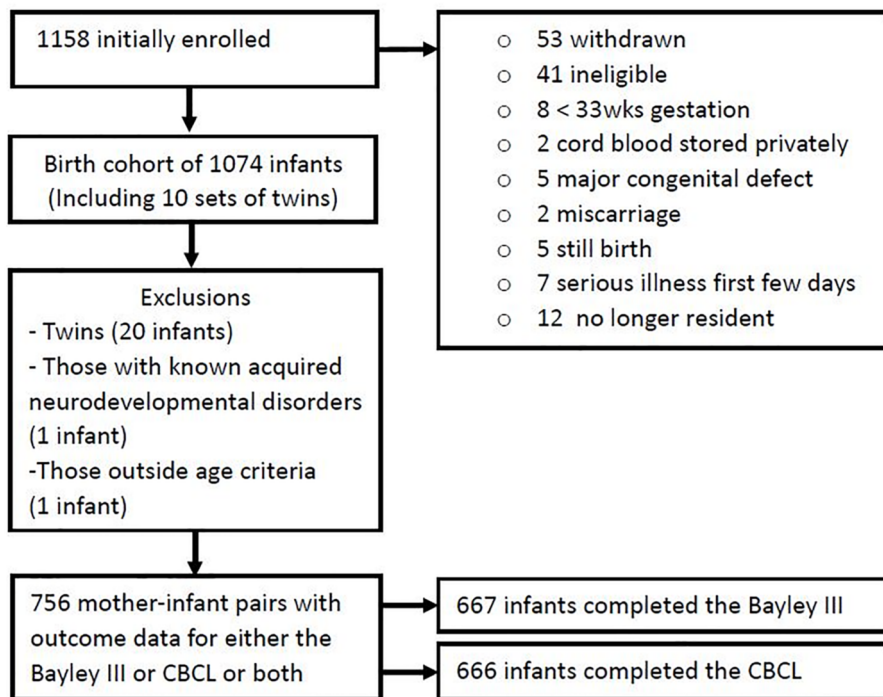 1158 initially enrolled
○ 53 withdrawn
○ 41 ineligible
○ 8 < 33wks gestation
○ 2 cord blood stored privately
○ 5 major congenital defect
○ 2 miscarriage
○ 5 still birth
○ 7 serious illness first few days
○ 12 no longer resident
Birth cohort of 1074 infants
(Including 10 sets of twins)
Exclusions
- Twins (20 infants)
- Those with known acquired
neurodevelopmental disorders
(1 infant)
-Those outside age criteria
(1 infant)
756 mother-infant pairs with
outcome data for either the
Bayley III or CBCL or both
667 infants completed the Bayley III
666 infants completed the CBCL